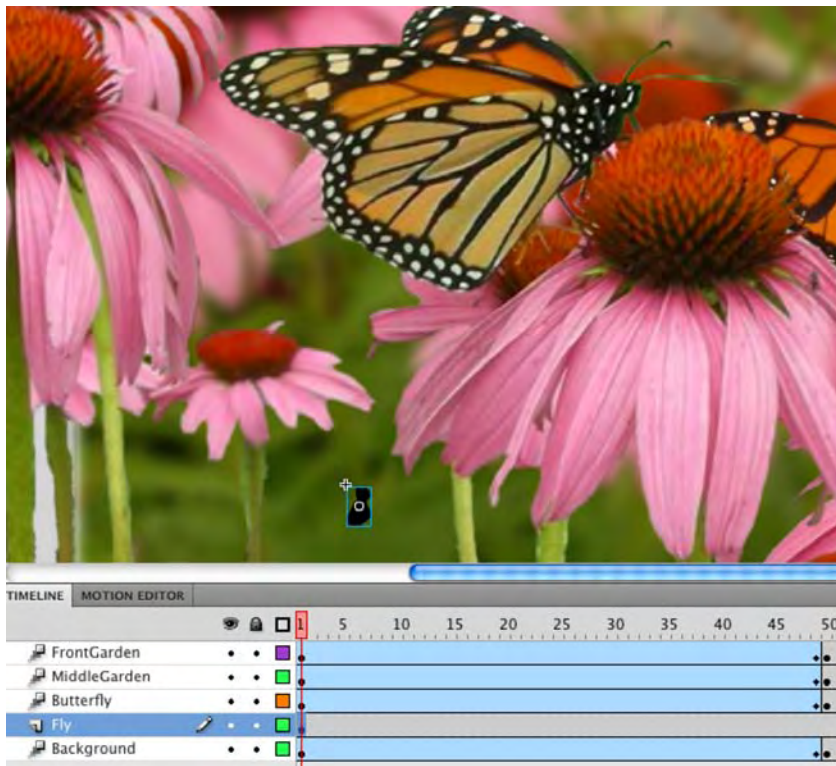 TIMELINE MOTION EDITOR
1 5 10 15 20 25 30 35 40 45 50
FrontGarden
MiddleGarden
Butterfly
Fly
Background